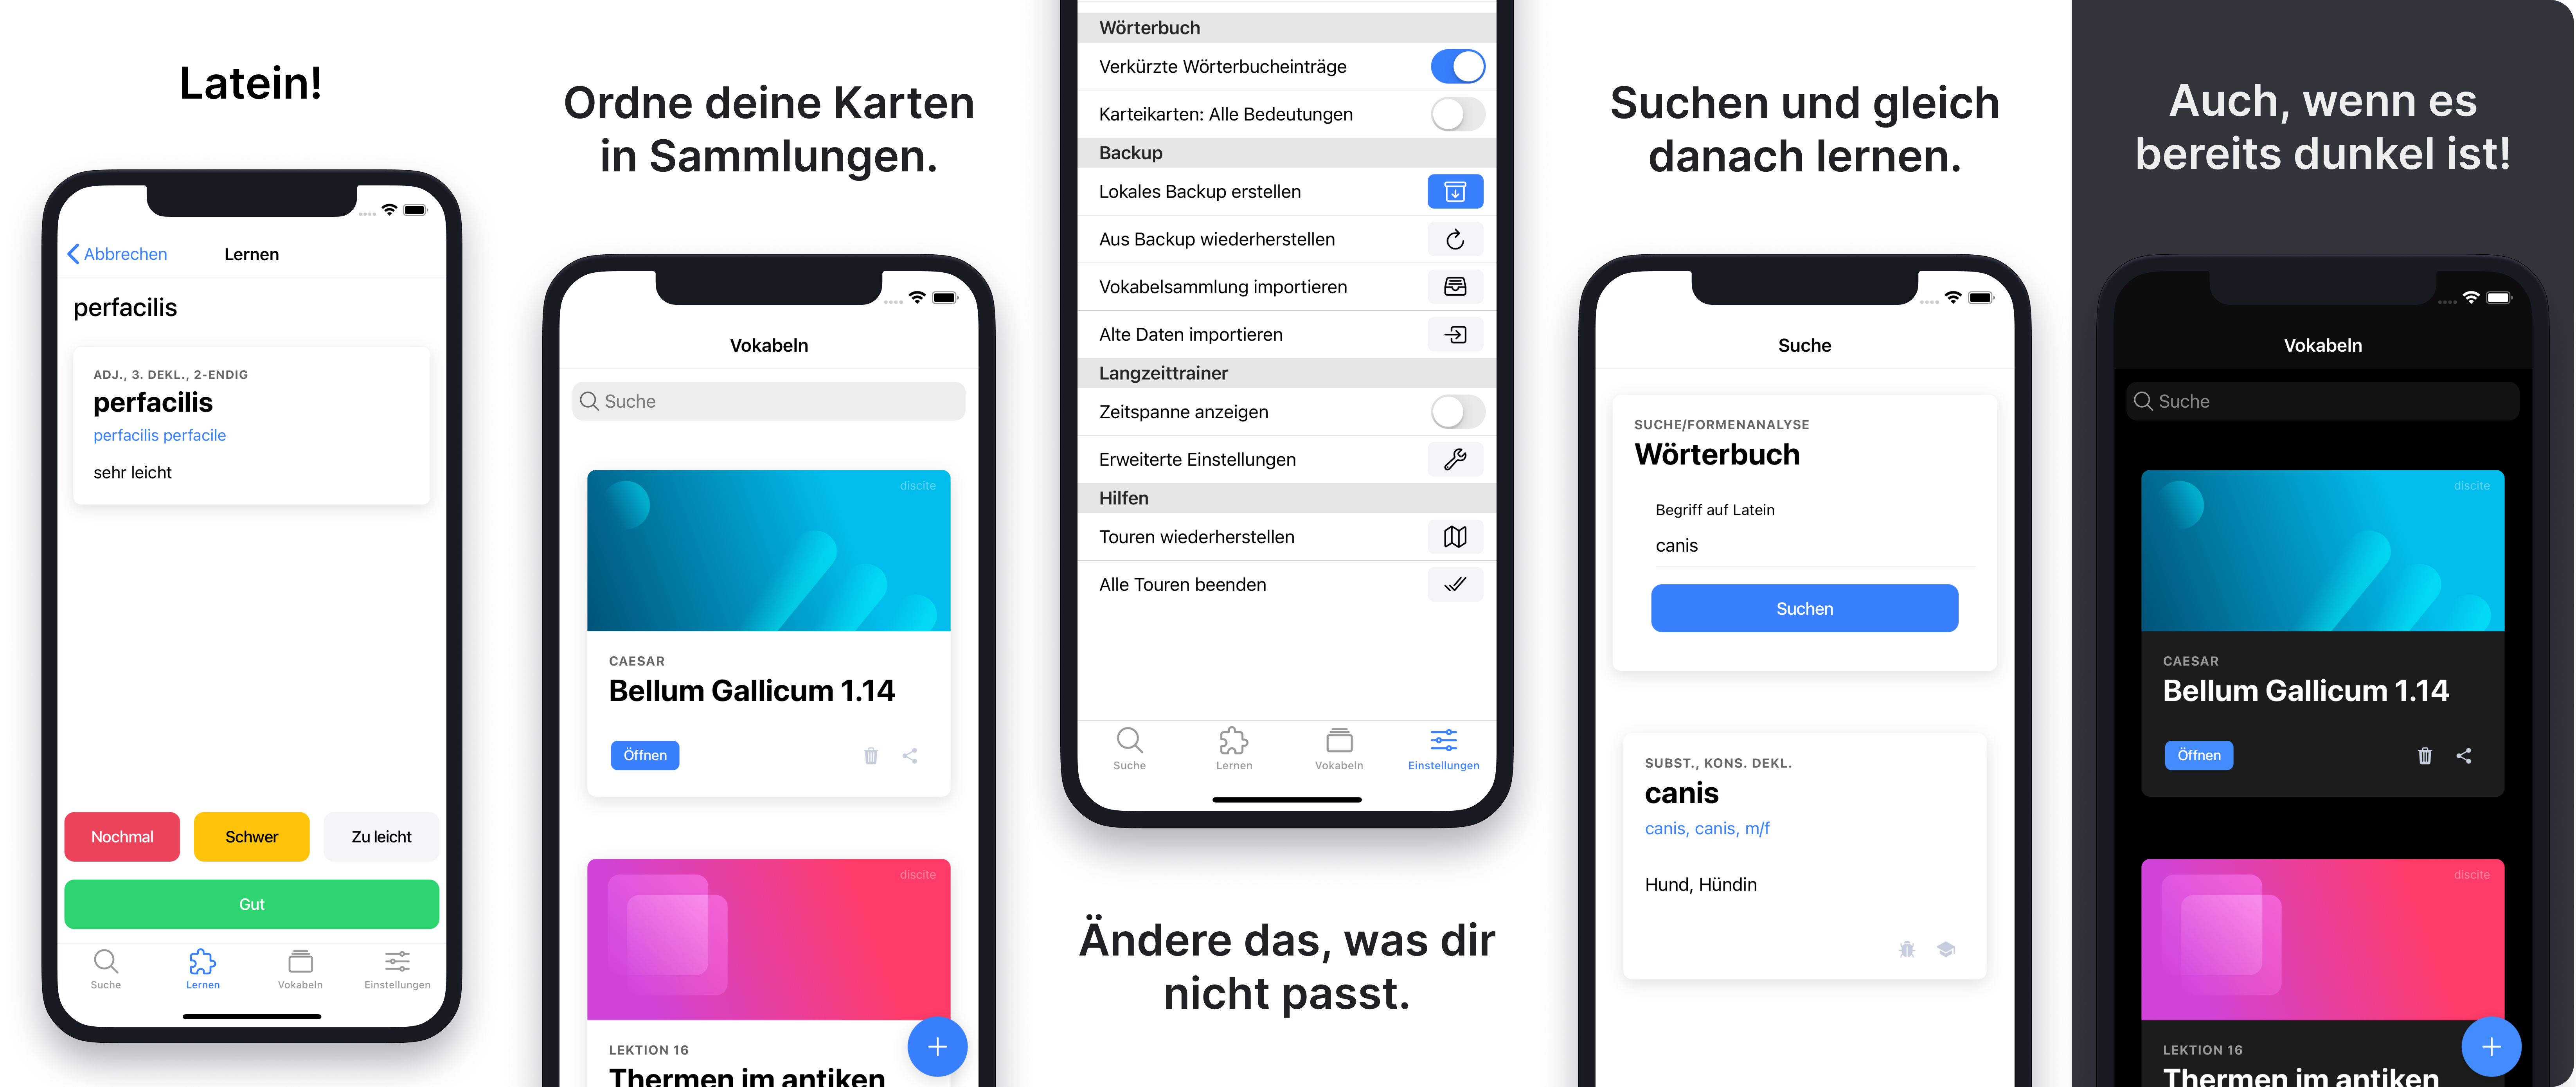 Latein!
Abbrechen
Lernen
perfacilis
ADJ., 3. DEKL., 2-ENDIG
perfacilis
perfacilis perfacile
sehr leicht
Nochmal
Schwer
Zu leicht
Gut
Suche
Lernen
Vokabeln
Einstellungen
Ordne deine Karten
in Sammlungen.
Vokabeln
Suche
discite
CAESAR
Bellum Gallicum 1.14
Öffnen
discite
LEKTION 16
Thermen im antiken
Wörterbuch
Verkürzte Wörterbucheinträge
Karteikarten: Alle Bedeutungen
Backup
Lokales Backup erstellen
Aus Backup wiederherstellen
Vokabelsammlung importieren
Alte Daten importieren
Langzeittrainer
Zeitspanne anzeigen
Erweiterte Einstellungen
Hilfen
Touren wiederherstellen
Alle Touren beenden
Suche
Lernen
Vokabeln
Einstellungen
Ändere das, was dir
nicht passt.
Suchen und gleich
danach lernen.
Suche
SUCHE/FORMENANALYSE
Wörterbuch
Begriff auf Latein
canis
Suchen
SUBST., KONS. DEKL.
canis
canis, canis, m/f
Hund, Hündin
Auch, wenn es
bereits dunkel ist!
Vokabeln
Suche
discite
CAESAR
Bellum Gallicum 1.14
Öffnen
discite
LEKTION 16
Thermen im antiken